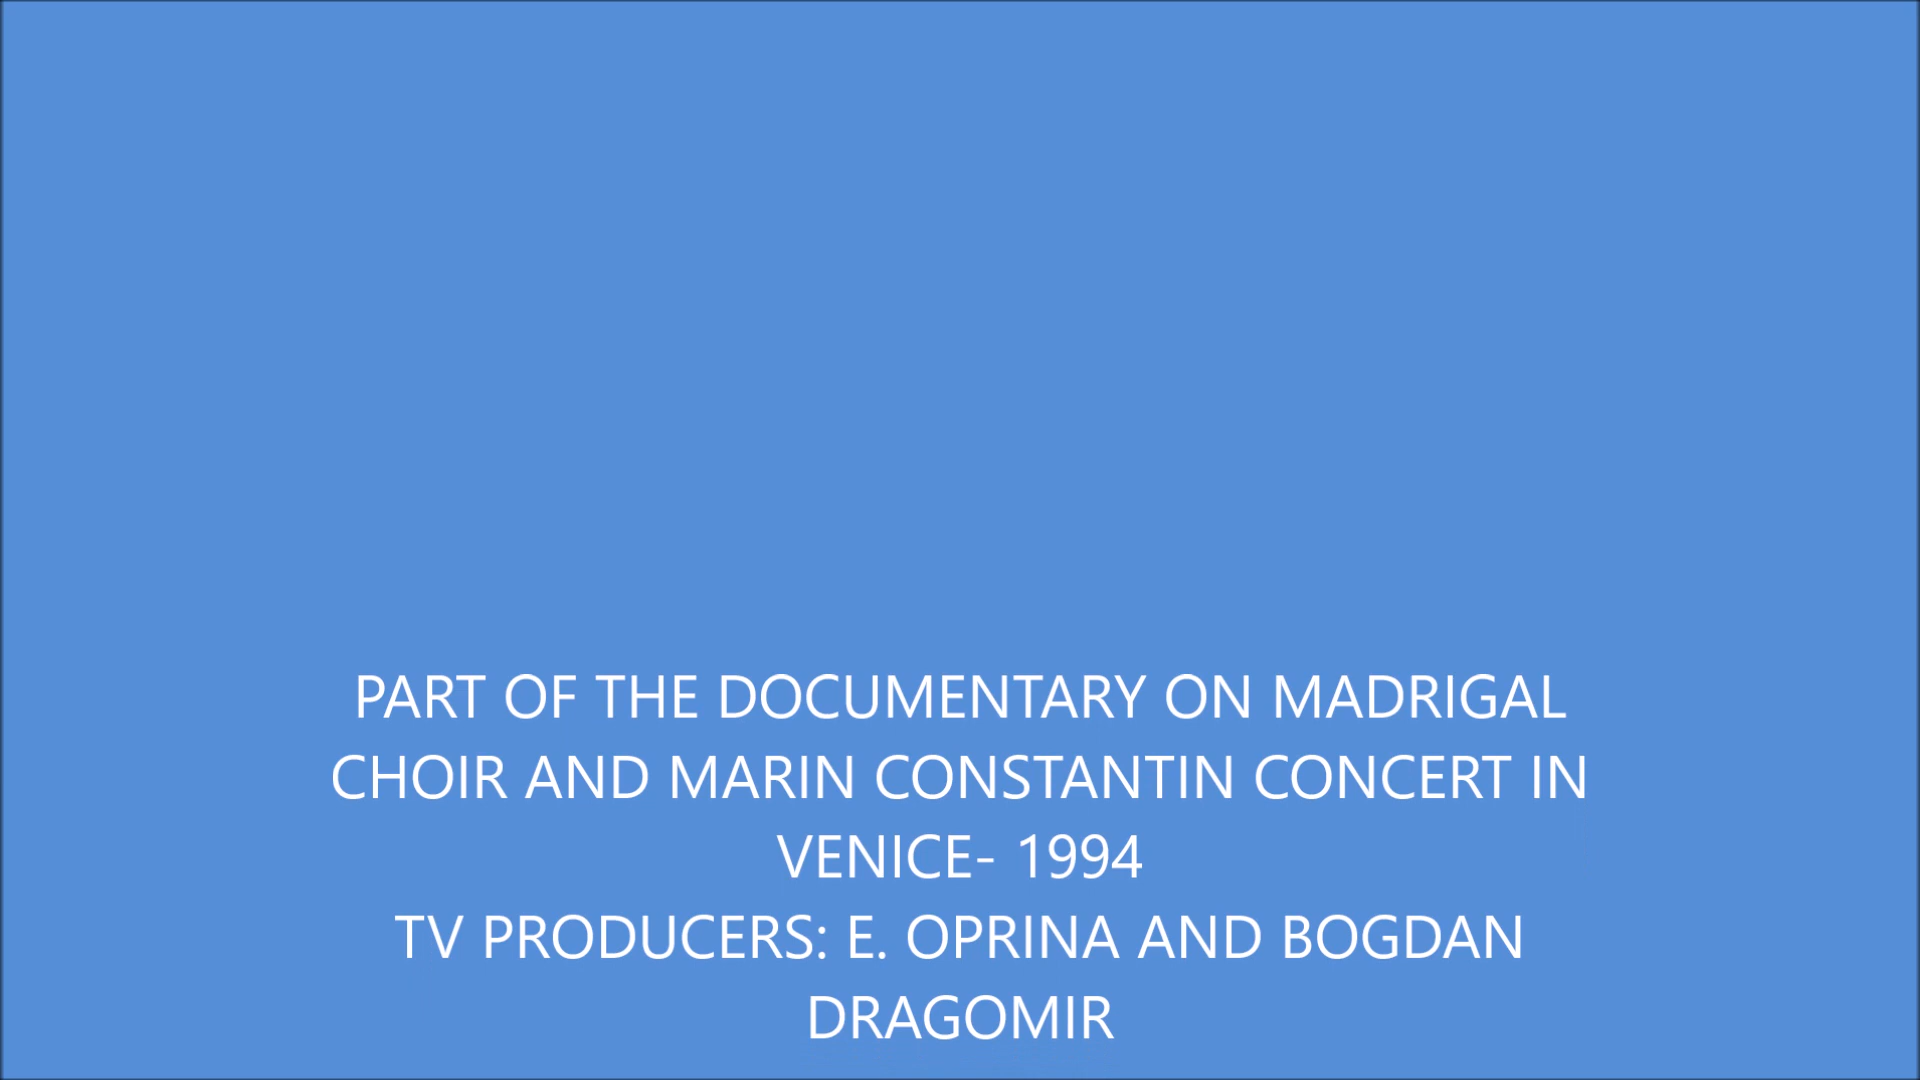 PART OF THE DOCUMENTARY ON MADRIGAL
CHOIR AND MARIN CONSTANTIN CONCERT IN
VENICE- 1994
TV PRODUCERS: E. OPRINA AND BOGDAN
DRAGOMIR